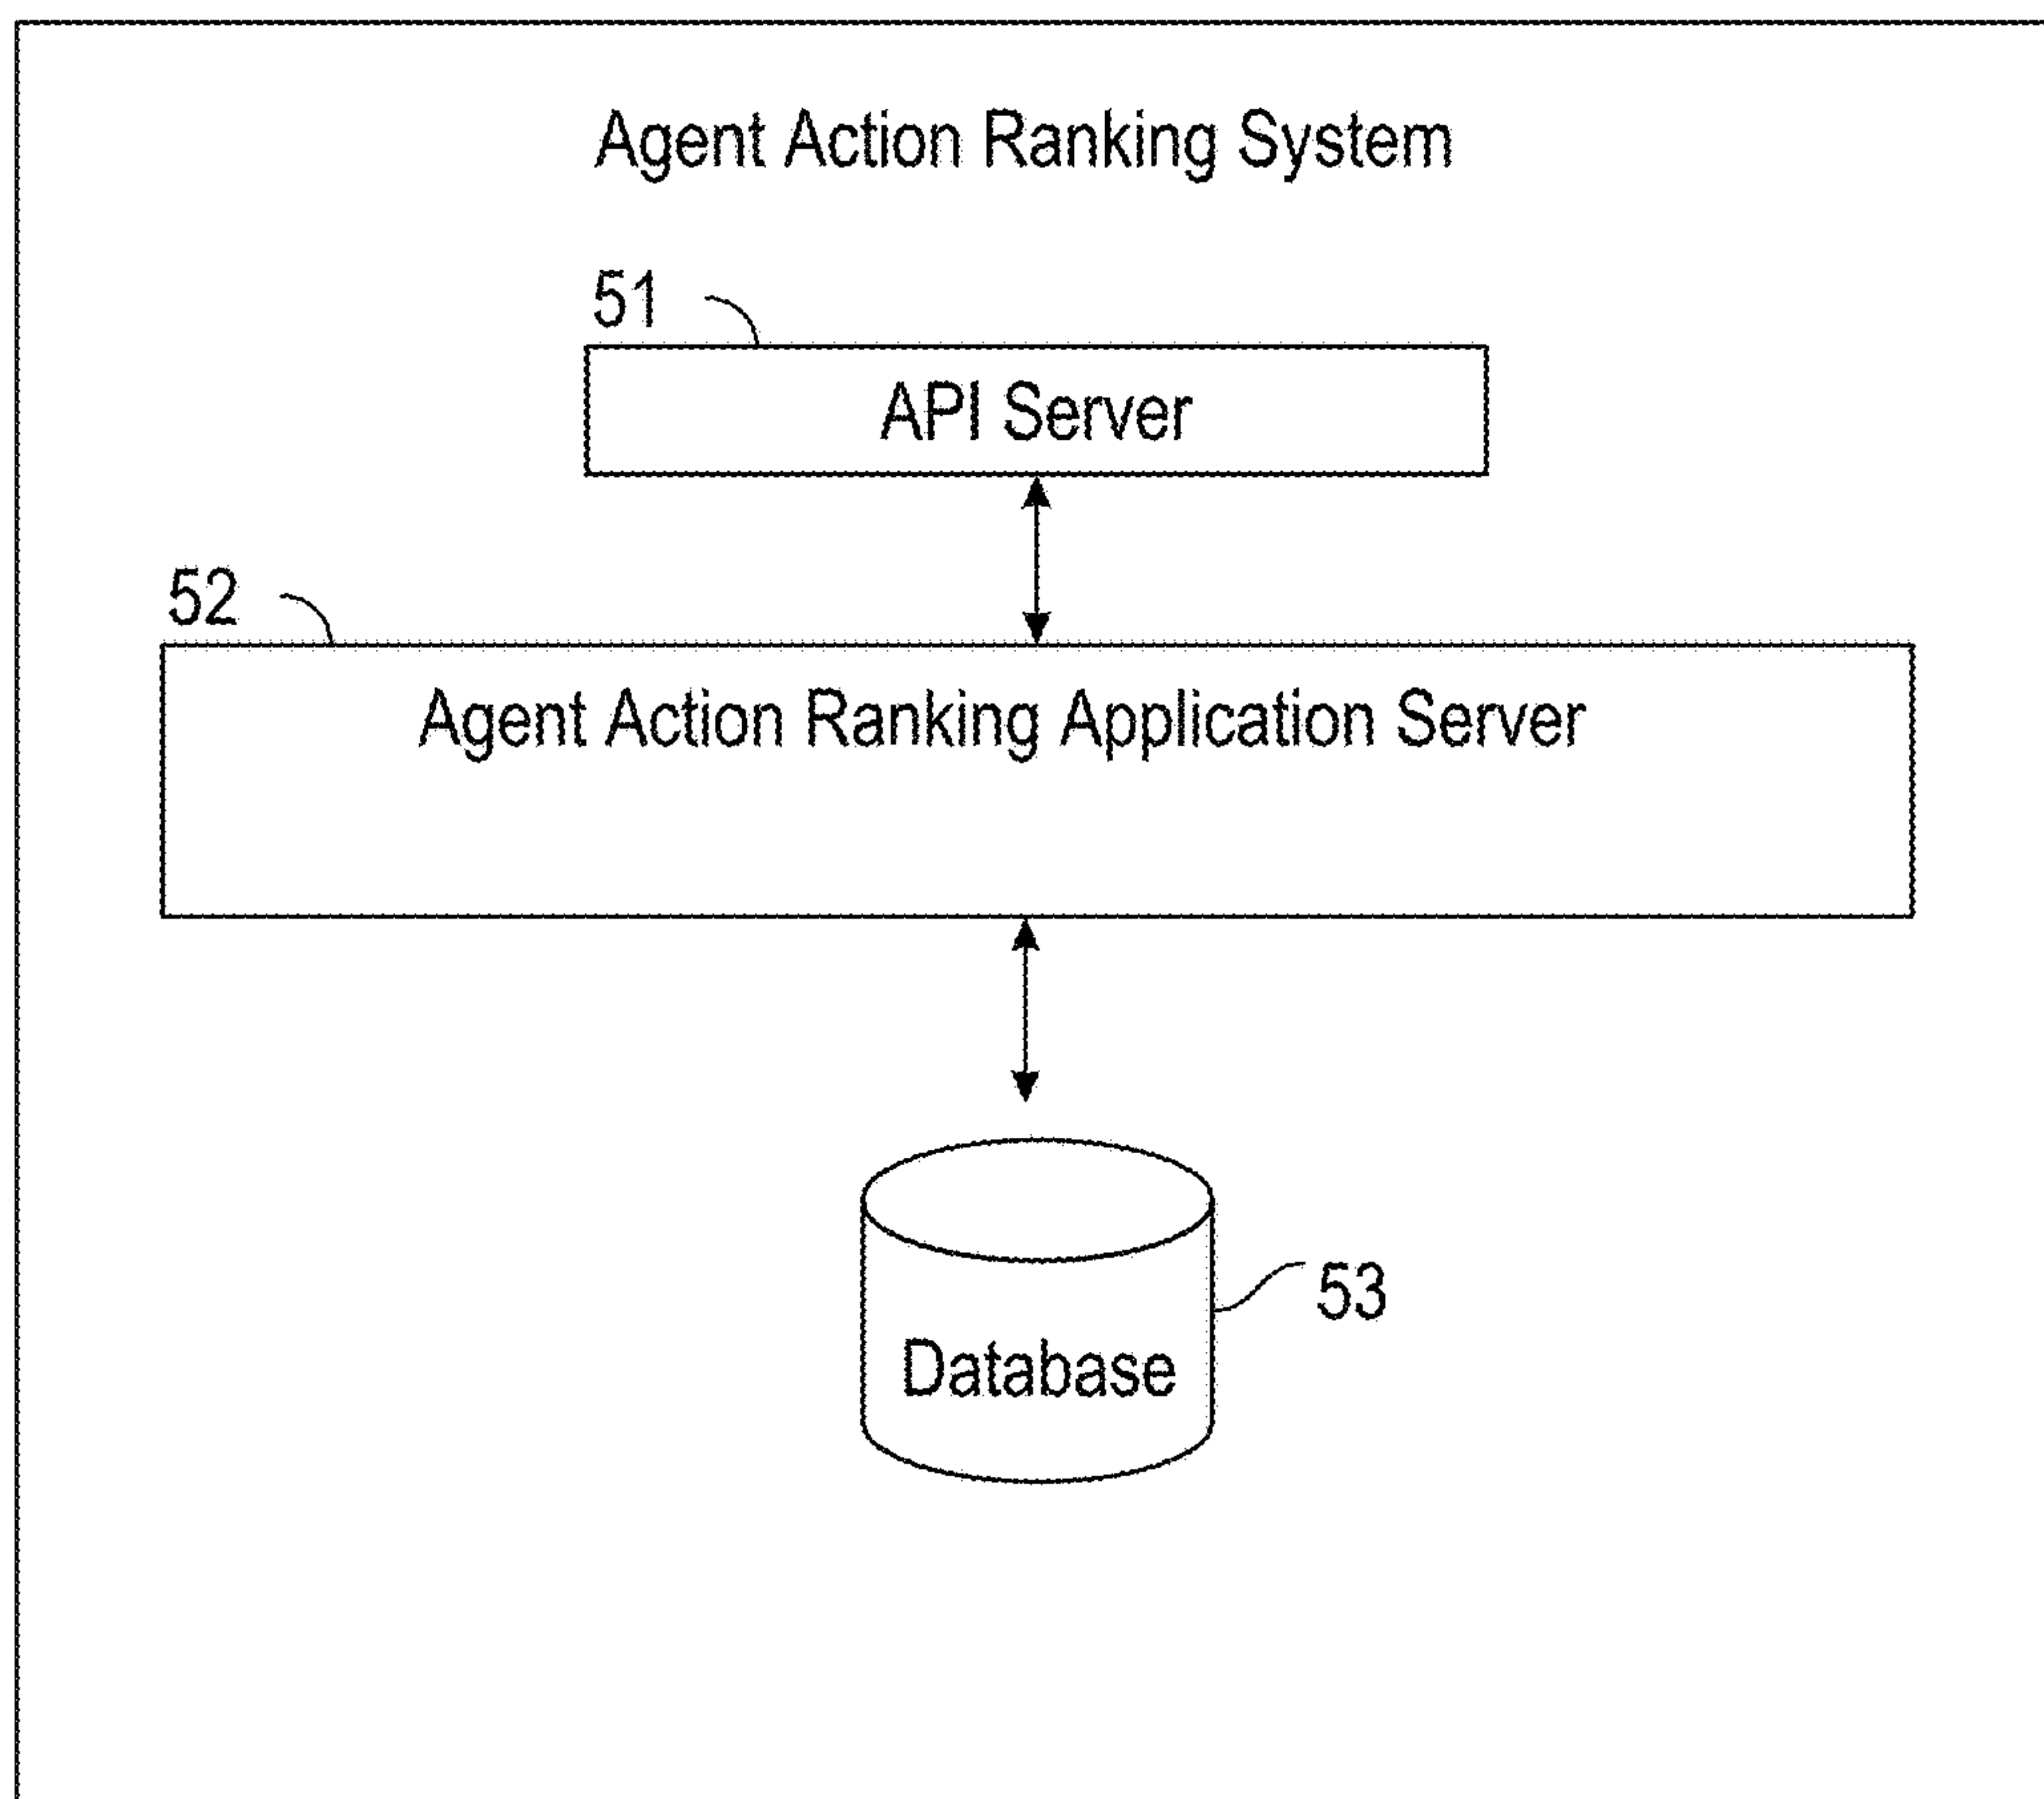 Agent Action Ranking System
51
API Server
52
Agent Action Ranking Application Server
53
Database